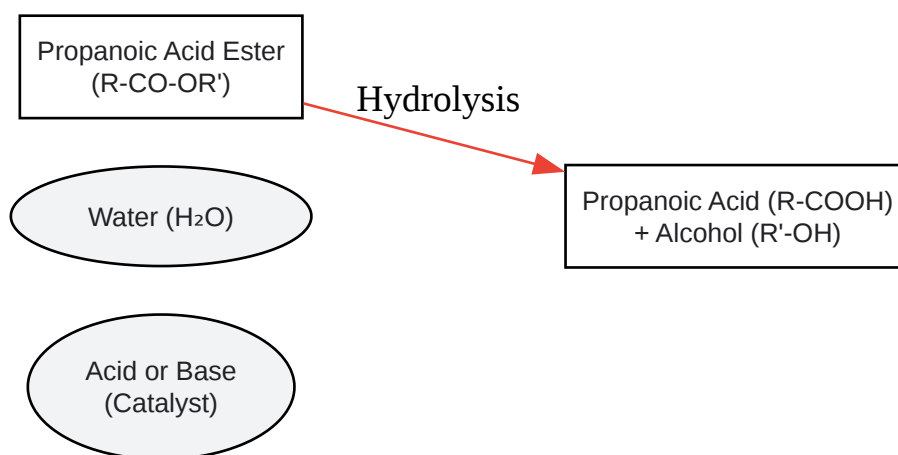 Propanoic Acid Ester
(R-CO-OR')
Hydrolysis
Water (H₂O)
Propanoic Acid (R-COOH)
+ Alcohol (R'-OH)
Acid or Base
(Catalyst)